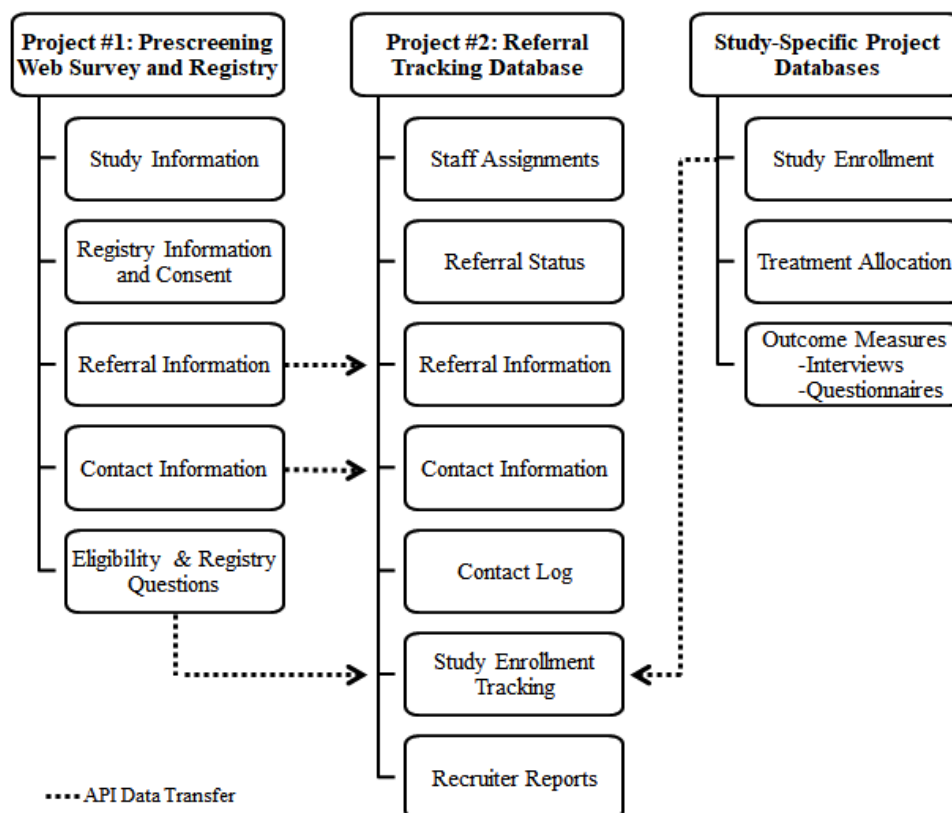 Project #1: Prescreening
Web Survey and Registry
Study Information
Registry Information
and Consent
Referral Information
Contact Information
Eligibility & Registry
Questions
Project #2: Referral
Tracking Database
Staff Assignments
Referral Status
Referral Information
Contact Information
Contact Log
Study Enrollment
Tracking
Recruiter Reports
Study-Specific Project
Databases
Study Enrollment
Treatment Allocation
Outcome Measures
-Interviews
-Questionnaires
API Data Transfer